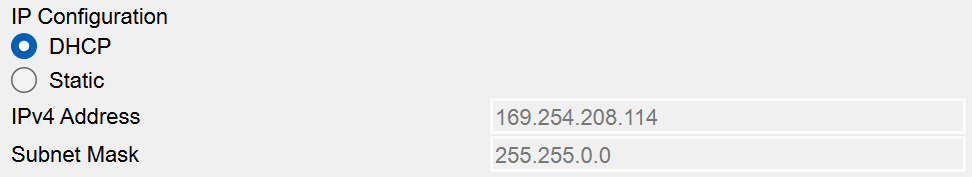 IP Configuration
DHCP
Static
IPv4 Address 169.254.208.114
Subnet Mask 255.255.0.0